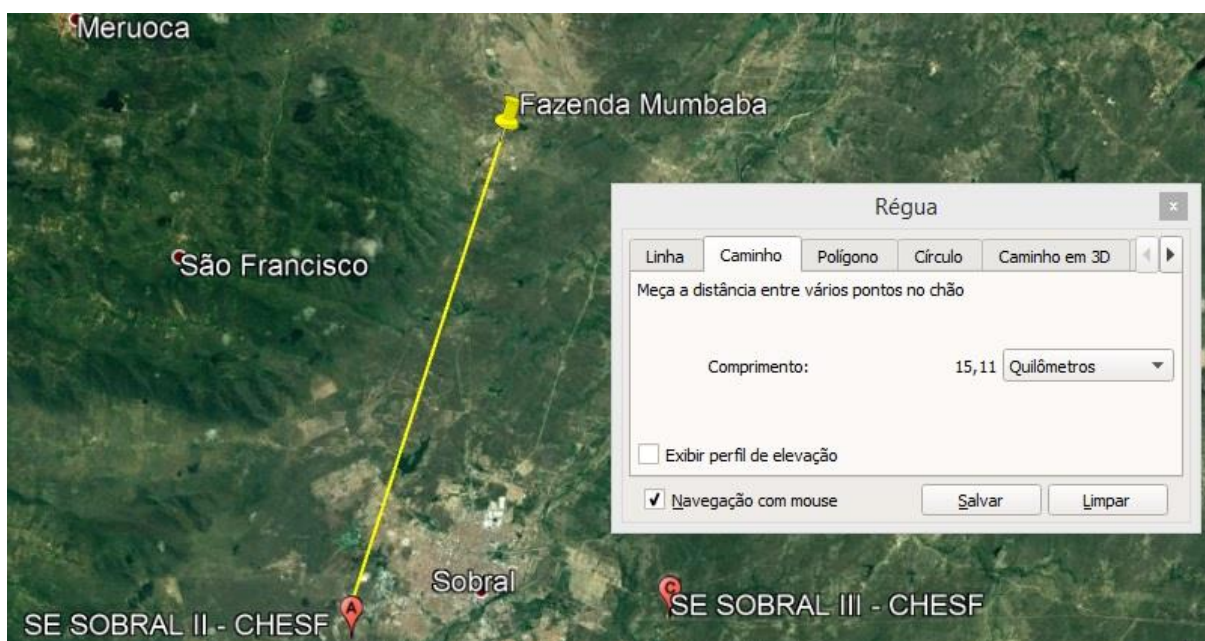 Meruoca
Fazenda Mumbaba
São Francisco
Sobral
SE SOBRAL II - CHESF
A
C
SE SOBRAL III - CHESF
Régua
x
Linha Caminho Polígono Círculo Caminho em 3D
Meça a distância entre vários pontos no chão
Comprimento: 15,11 Quilômetros
Exibir perfil de elevação
Navegação com mouse Salvar Limpar